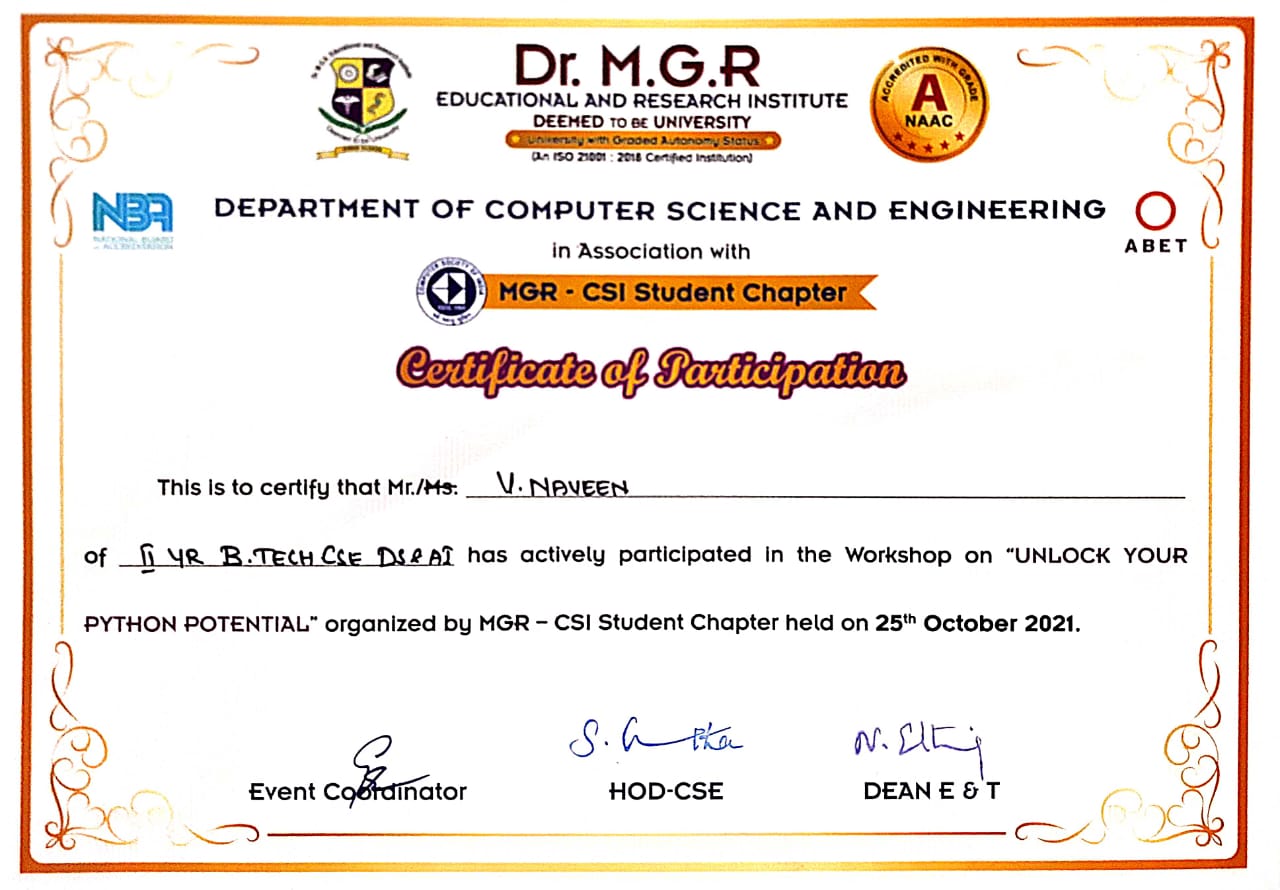 Dr. M.G.R
EDUCATIONAL AND RESEARCH INSTITUTE
DEEMED TO BE UNIVERSITY
University with Graded Autonomy Status
(An ISO 21001 : 2018 Certified Institution)
ACCREDITED WITH GRADE
A
NAAC
NBA
NATIONAL BOARD
of ACCREDITATION
DEPARTMENT OF COMPUTER SCIENCE AND ENGINEERING
ABET
in Association with
COMPUTER SOCIETY OF INDIA
MGR - CSI Student Chapter
Certificate of Participation
This is to certify that Mr./Ms. V. NAVEEN
of II YR B.TECH CSE DS & AI has actively participated in the Workshop on “UNLOCK YOUR
PYTHON POTENTIAL” organized by MGR – CSI Student Chapter held on 25th October 2021.
Event Coordinator
HOD-CSE
DEAN E & T